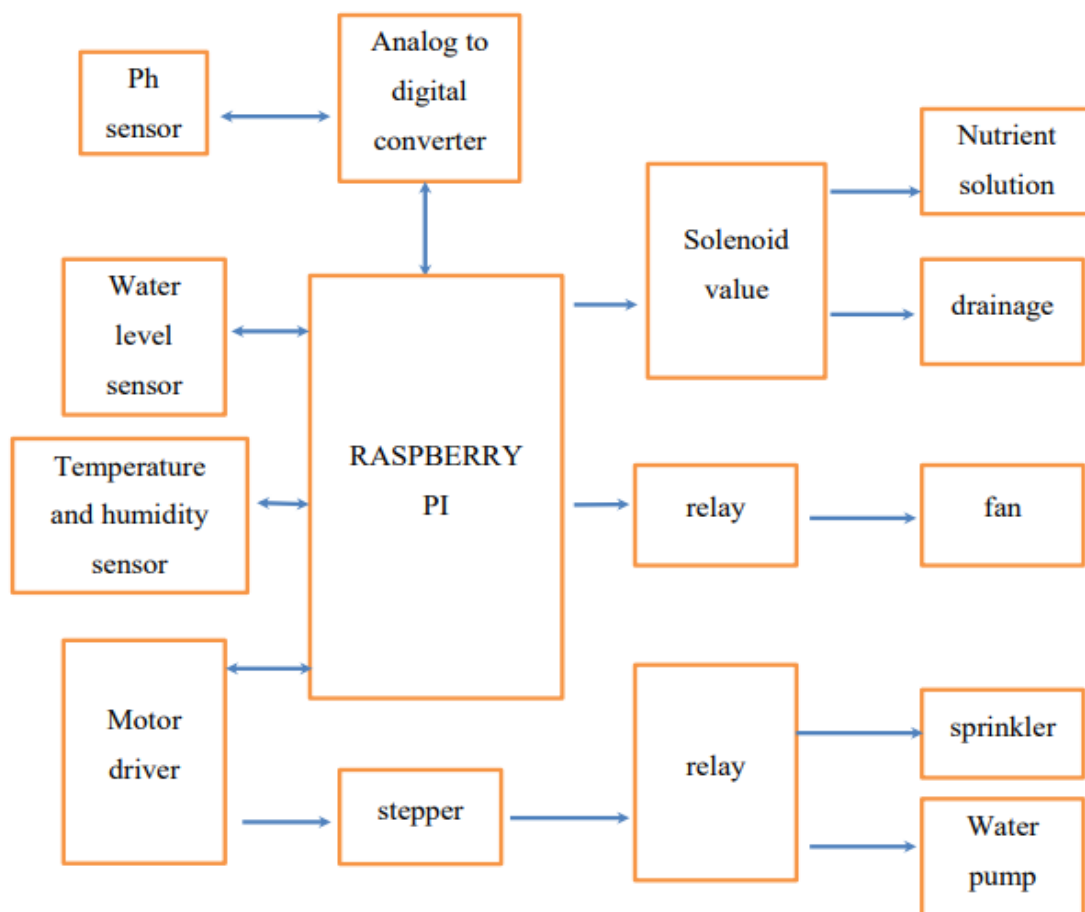 Ph
sensor
Analog to
digital
converter
Nutrient
solution
Solenoid
value
drainage
Water
level
sensor
RASPBERRY
PI
Temperature
and humidity
sensor
relay
fan
Motor
driver
stepper
relay
sprinkler
Water
pump